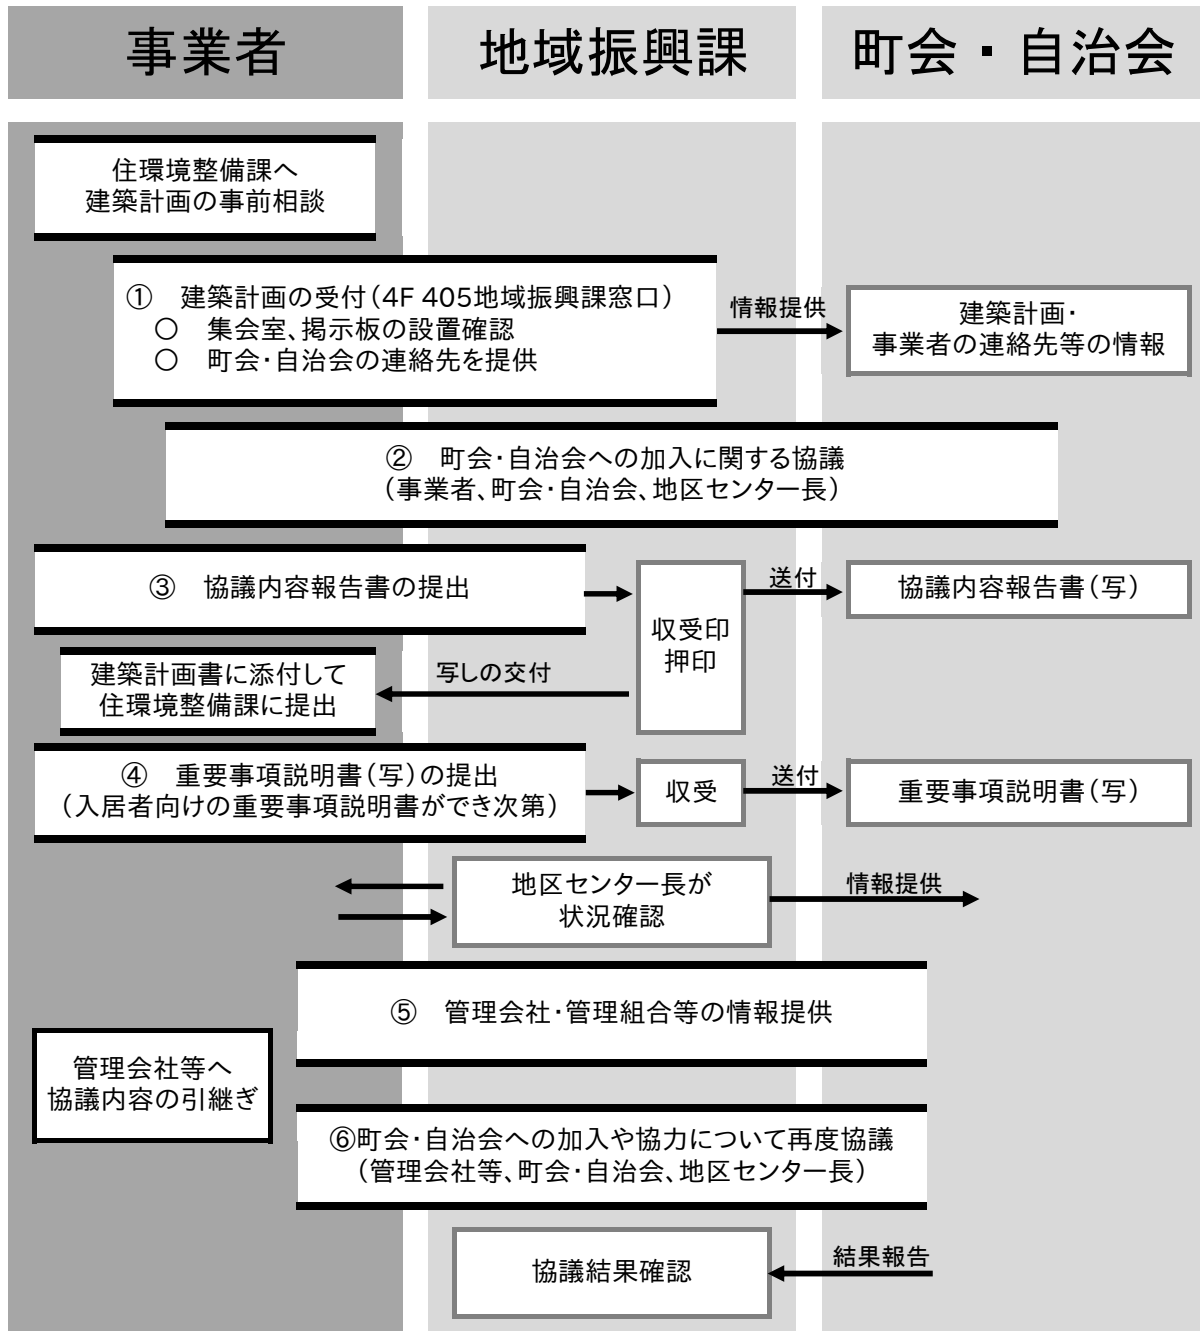 事業者
地域振興課
町会・自治会
住環境整備課へ
建築計画の事前相談
①　建築計画の受付（4F 405地域振興課窓口）
○　集会室、掲示板の設置確認
○　町会・自治会の連絡先を提供
情報提供
建築計画・
事業者の連絡先等の情報
②　町会・自治会への加入に関する協議
（事業者、町会・自治会、地区センター長）
③　協議内容報告書の提出
収受印
押印
送付
協議内容報告書（写）
写しの交付
建築計画書に添付して
住環境整備課に提出
④　重要事項説明書（写）の提出
（入居者向けの重要事項説明書ができ次第）
収受
送付
重要事項説明書（写）
地区センター長が
状況確認
情報提供
⑤　管理会社・管理組合等の情報提供
管理会社等へ
協議内容の引継ぎ
⑥町会・自治会への加入や協力について再度協議
（管理会社等、町会・自治会、地区センター長）
協議結果確認
結果報告